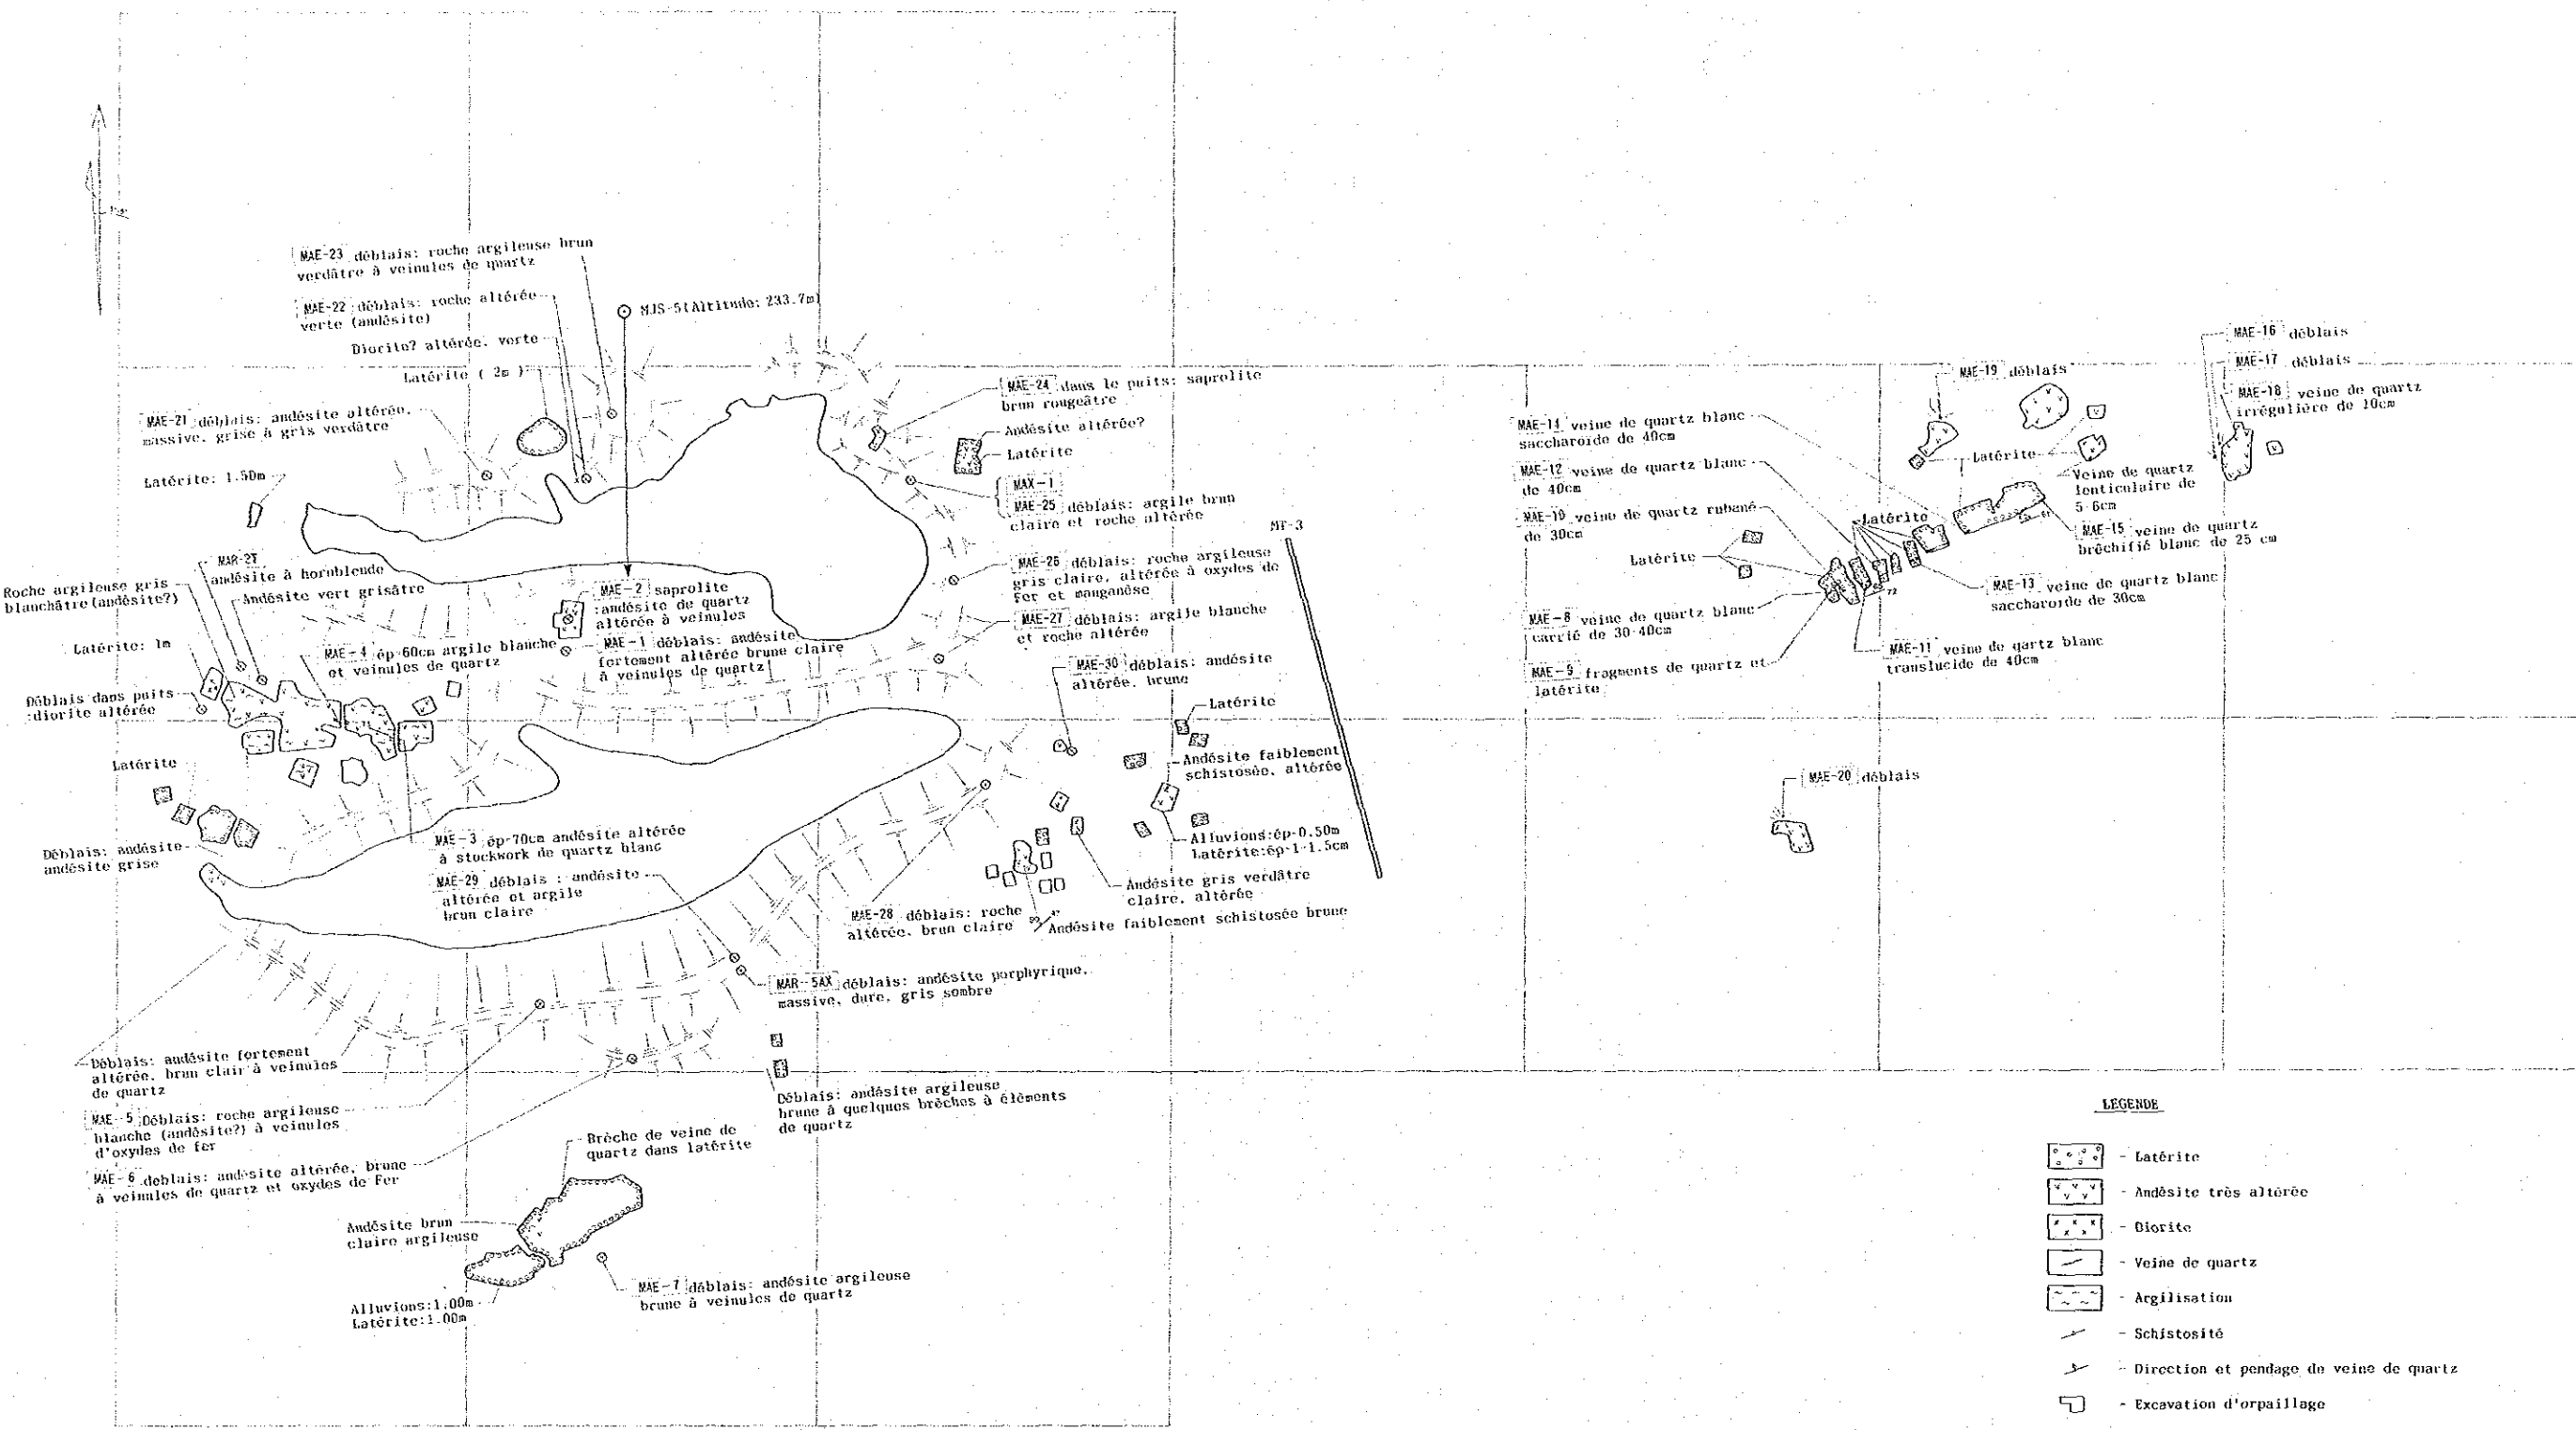 MAE-23 déblais: roche argileuse brun
verdâtre à veinules de quartz
MAE-22 déblais: roche altérée
verte (andésite)
Diorite? altérée. verte
Latérite ( 2m )
MJS-5(Altitude: 233.7m)
MAE-21 déblais: andésite altérée.
massive. grise à gris verdâtre
Latérite: 1.50m
MAE-24 dans le puits: saprolite
brun rougeâtre
Andésite altérée?
Latérite
MAX-1
MAE-25 déblais: argile brun
claire et roche altérée
MF-3
MAE-26 déblais: roche argileuse
gris claire. altérée à oxydes de
fer et manganèse
MAE-27 déblais: argile blanche
et roche altérée
MAE-30 déblais: andésite
altérée. brune
Latérite
Andésite faiblement
schistosée. altérée
Alluvions:ép-0.50m
Latérite:ép-1-1.5cm
Andésite gris verdâtre
claire. altérée
Andésite faiblement schistosée brune
MAR-27
andésite à hornblende
Roche argileuse gris
blanchâtre (andésite?)
Andésite vert grisâtre
Latérite: 1m
Déblais dans puits
:diorite altérée
Latérite
Déblais: andésite
andésite grise
MAE-2 saprolite
:andésite de quartz
altérée à veinules
MAE-4 ép-60cm argile blanche
et veinules de quartz
MAE-1 déblais: andésite
fortement altérée brune claire
à veinules de quartz
MAE-3 ép-70cm andésite altérée
à stockwork de quartz blanc
MAE-29 déblais : andésite
altérée et argile
brun claire
MAE-28 déblais: roche
altérée. brun claire
MAR-5AX déblais: andésite porphyrique.
massive. dure. gris sombre
Déblais: andésite fortement
altérée. brun clair à veinules
de quartz
MAE-5 Déblais: roche argileuse
blanche (andésite?) à veinules
d'oxydes de fer
MAE-6 déblais: andésite altérée. brune
à veinules de quartz et oxydes de Fer
Déblais: andésite argileuse
brune à quelques brèches à éléments
de quartz
Brèche de veine de
quartz dans latérite
Andésite brun
claire argileuse
Alluvions:1.00m
Latérite:1.00m
MAE-7 déblais: andésite argileuse
brune à veinules de quartz
MAE-16 déblais
MAE-17 déblais
MAE-18 veine de quartz
irrégulière de 10cm
MAE-19 déblais
MAE-14 veine de quartz blanc
saccharoïde de 40cm
MAE-12 veine de quartz blanc
de 40cm
MAE-10 veine de quartz rubané
de 30cm
Latérite
Latérite
Latérite
Veine de quartz
lenticulaire de
5-6cm
MAE-15 veine de quartz
bréchifié blanc de 25 cm
MAE-13 veine de quartz blanc
saccharoïde de 30cm
MAE-8 veine de quartz blanc
carrié de 30-40cm
MAE-11 veine de qartz blanc
translucide de 40cm
MAE-9 fragments de quartz et
latérite
MAE-20 déblais
LEGENDE
- Latérite
- Andésite très altérée
- Diorite
- Veine de quartz
- Argilisation
- Schistosité
- Direction et pendage de veine de quartz
- Excavation d'orpaillage